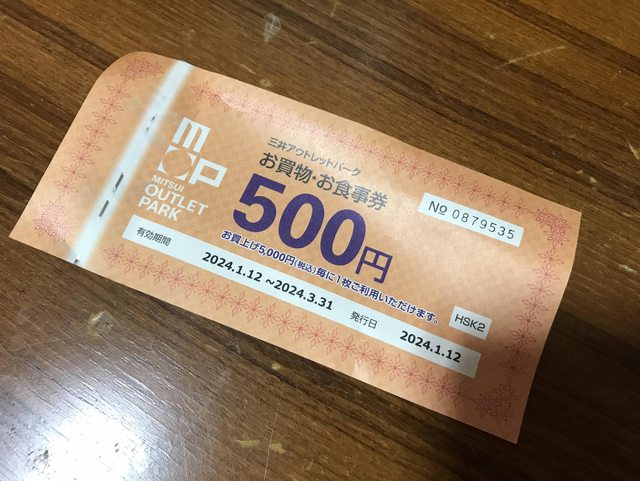 三井アウトレットパーク
お買物・お食事券
500円
お買上げ5,000円(税込)毎に1枚ご利用いただけます。
MOP
MITSUI
OUTLET
PARK
№ 0879535
有効期間
2024.1.12 ~2024.3.31
発行日
2024.1.12
HSK2